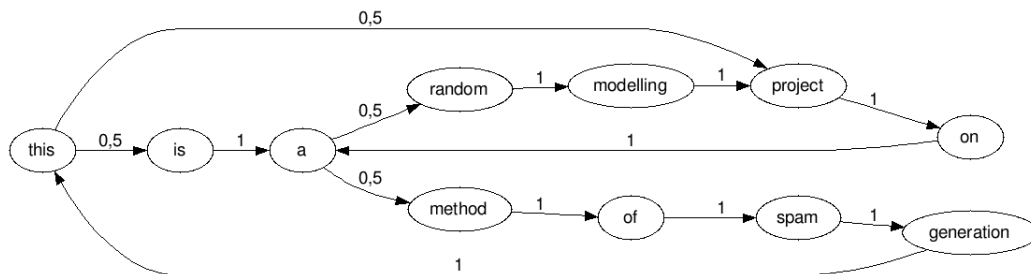 0,5
random
1
modelling
1
project
0,5
1
this
0,5
is
1
a
1
on
0,5
method
1
of
1
spam
1
generation
1